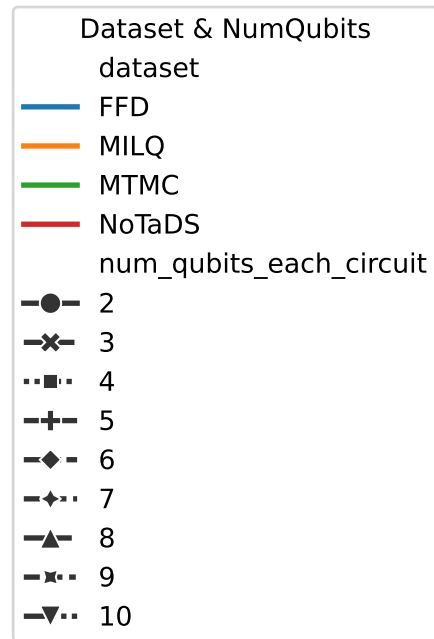 Dataset & NumQubits
dataset
FFD
MILQ
MTMC
NoTaDS
num_qubits_each_circuit
2
3
4
5
6
7
8
9
10